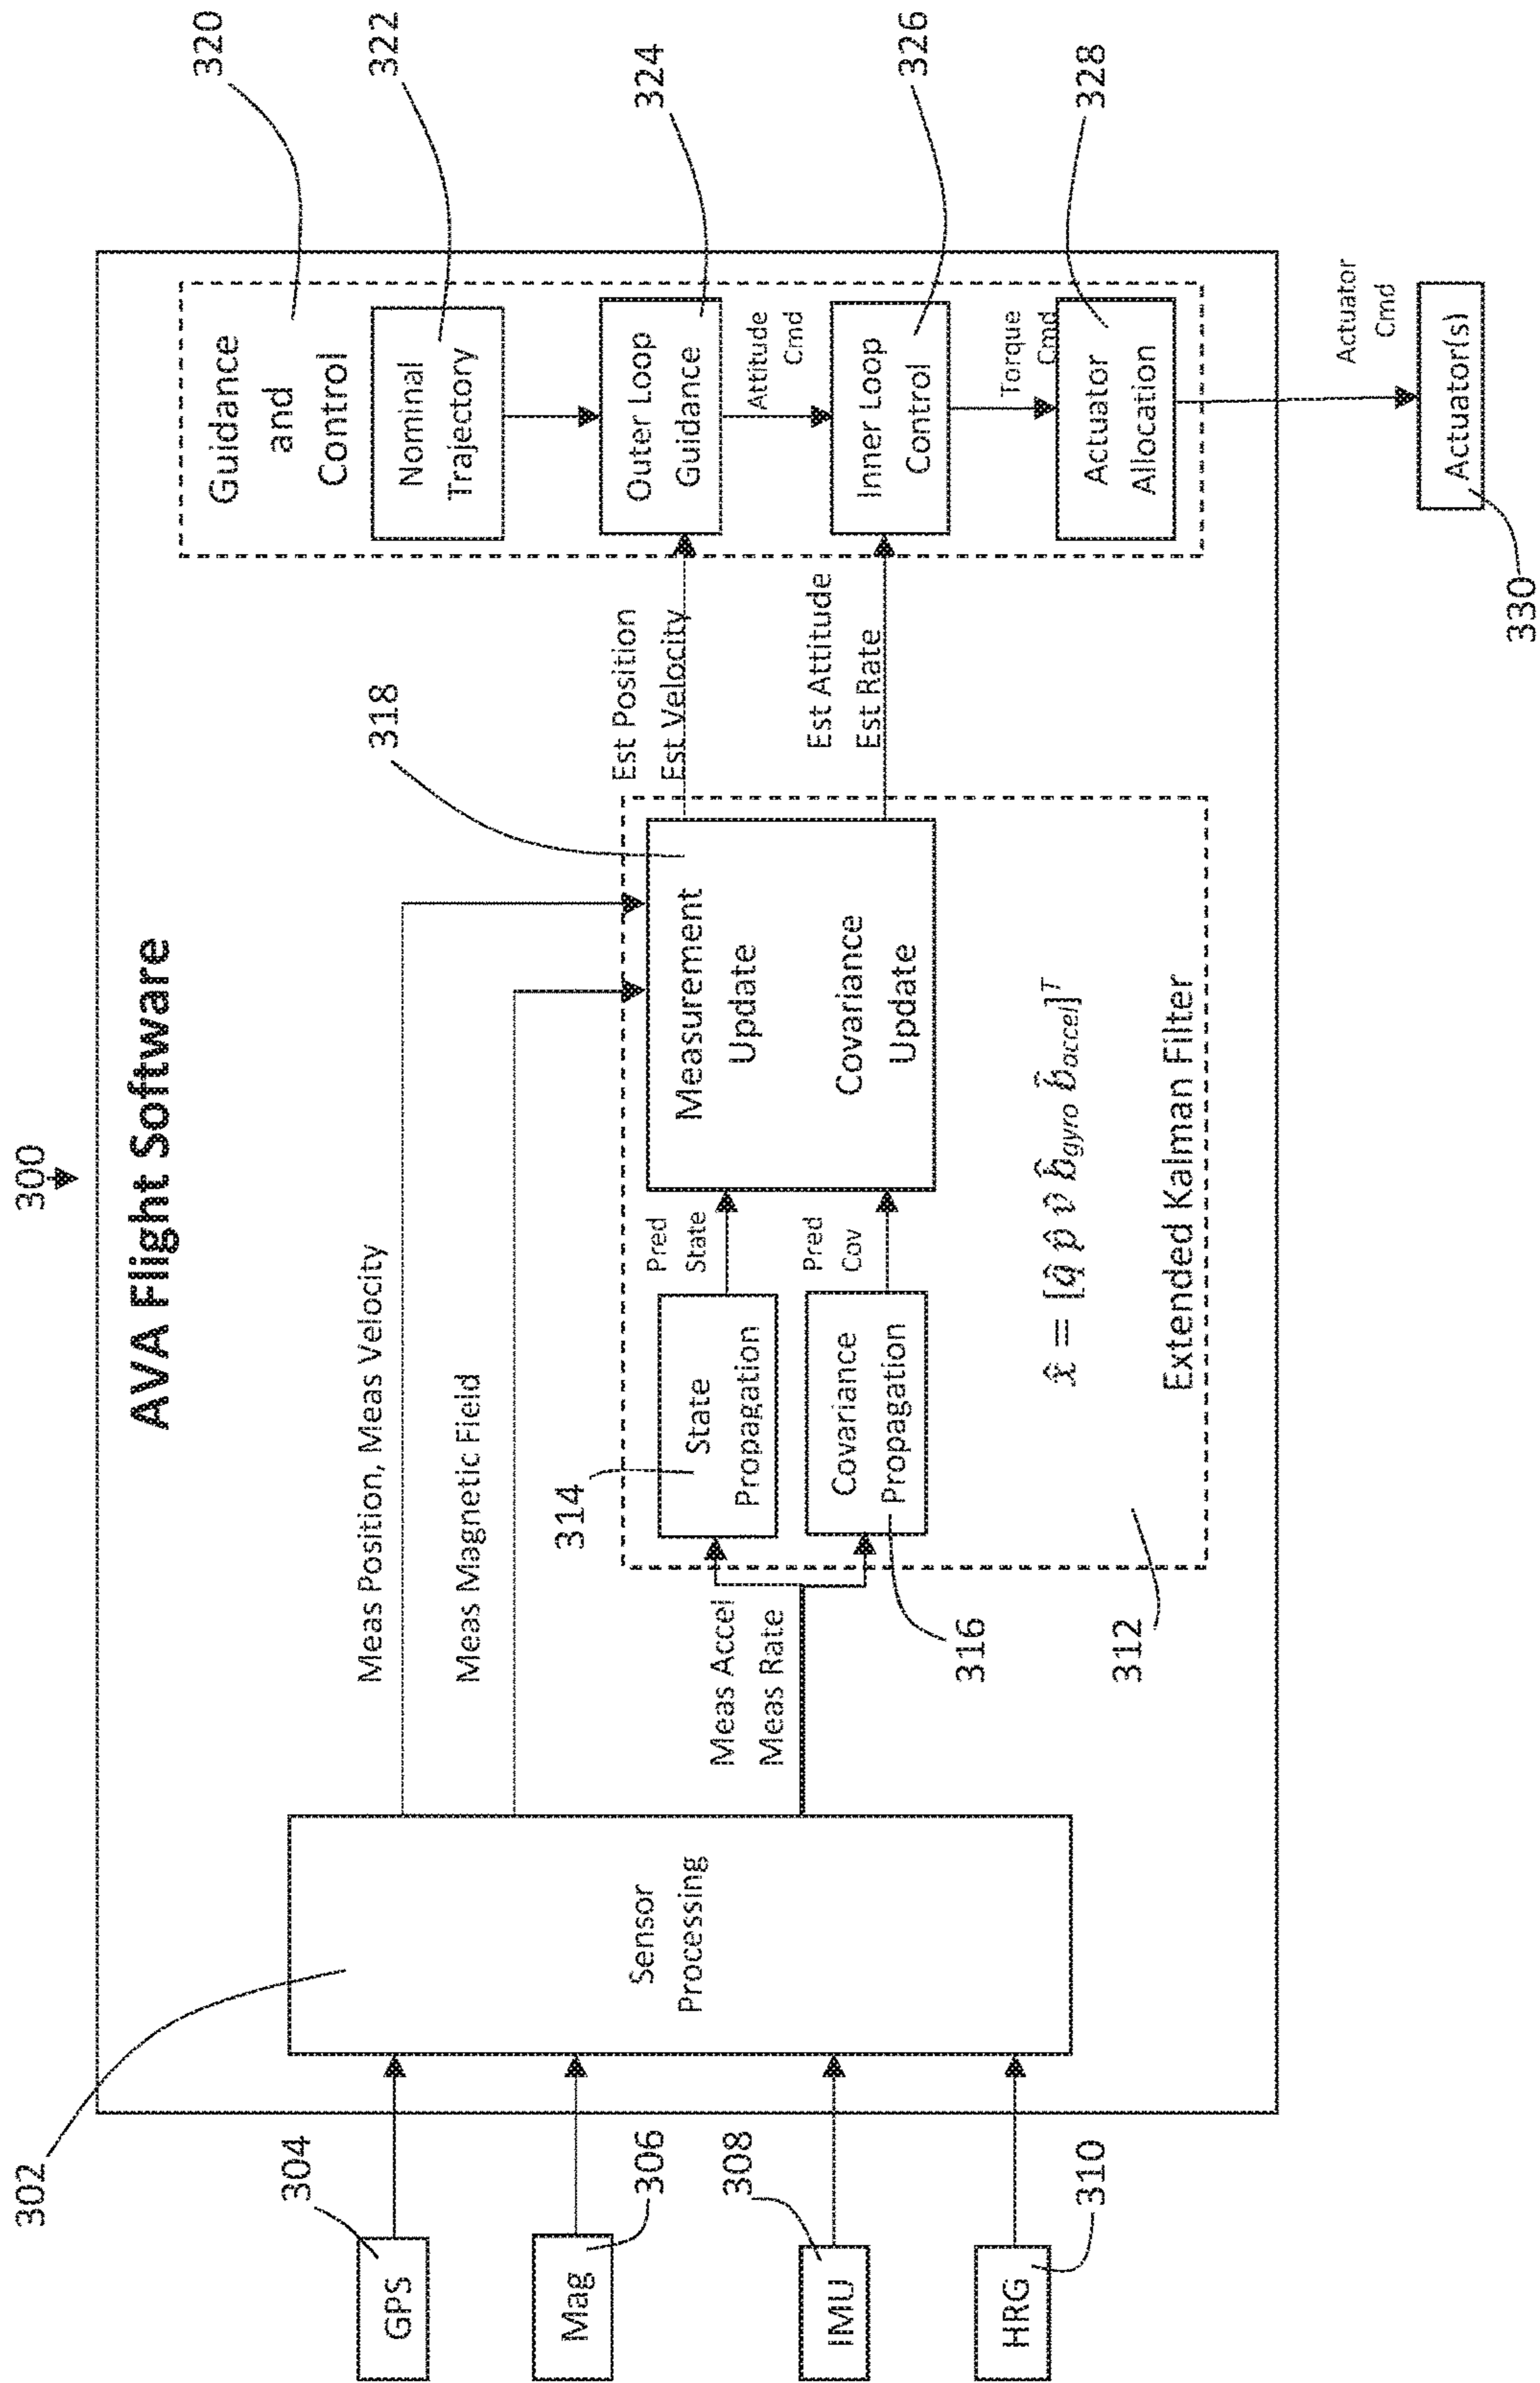 300
AVA Flight Software
302
304
GPS
306
Mag
308
IMU
310
HRG
Sensor
Processing
Meas Position, Meas Velocity
Meas Magnetic Field
Meas Accel
Meas Rate
314
State
Propagation
316
Covariance
Propagation
Pred
State
Pred
Cov
318
Measurement
Update
Covariance
Update
x̂ = [q̂ p̂ v̂ b̂gyro b̂accel]ᵀ
Extended Kalman Filter
312
Est Position
Est Velocity
Est Attitude
Est Rate
320
Guidance
and
Control
322
Nominal
Trajectory
324
Outer Loop
Guidance
Attitude
Cmd
326
Inner Loop
Control
Torque
Cmd
328
Actuator
Allocation
Actuator
Cmd
Actuator(s)
330